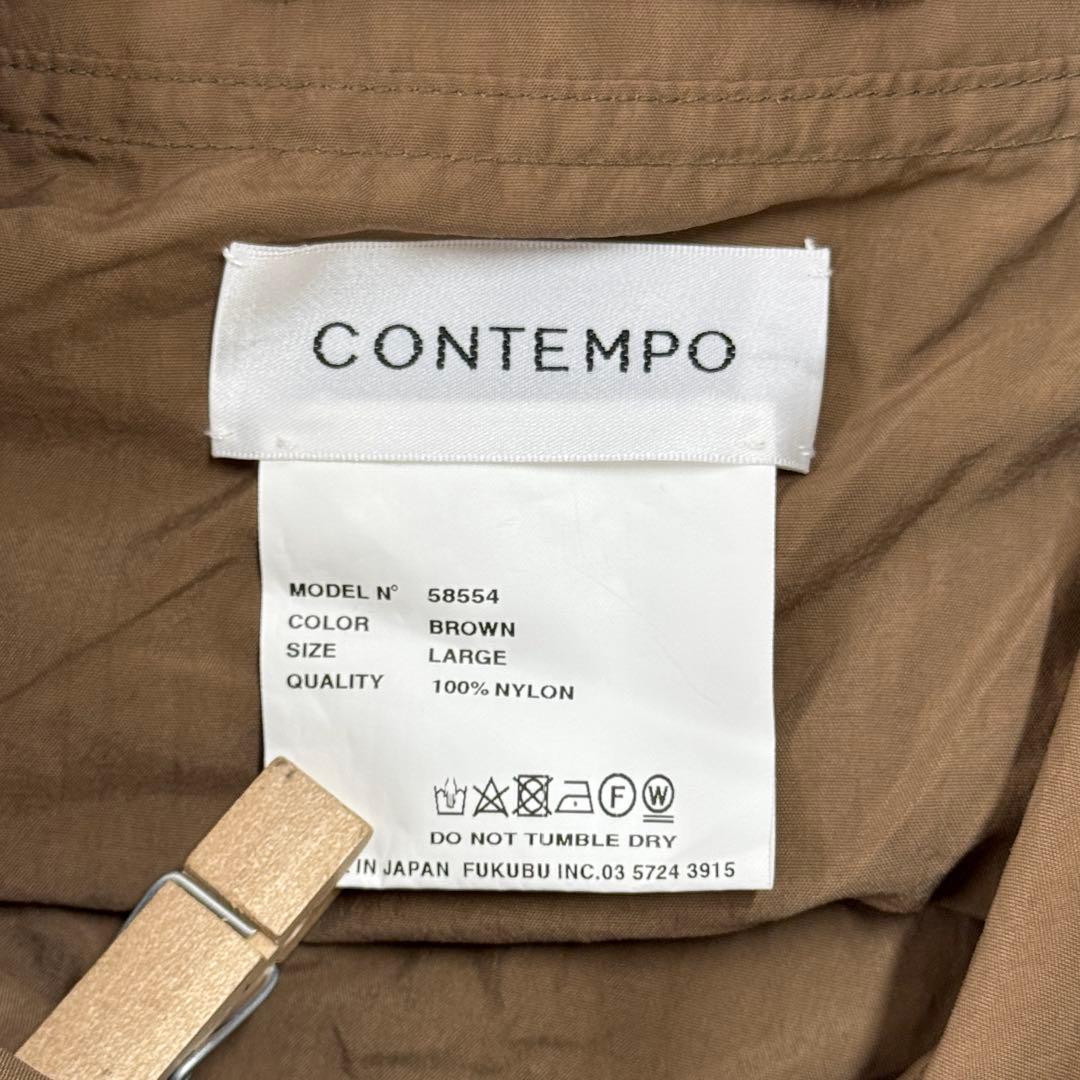 CONTEMPO
MODEL N° 58554
COLOR BROWN
SIZE LARGE
QUALITY 100% NYLON
F W
DO NOT TUMBLE DRY
IN JAPAN FUKUBU INC.03 5724 3915